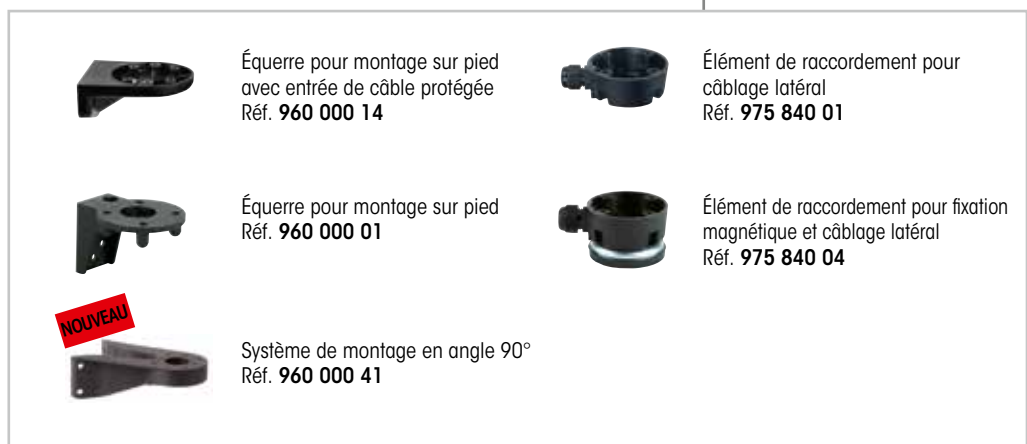 Équerre pour montage sur pied
avec entrée de câble protégée
Réf. 960 000 14
Élément de raccordement pour
câblage latéral
Réf. 975 840 01
Équerre pour montage sur pied
Réf. 960 000 01
Élément de raccordement pour fixation
magnétique et câblage latéral
Réf. 975 840 04
NOUVEAU
Système de montage en angle 90°
Réf. 960 000 41